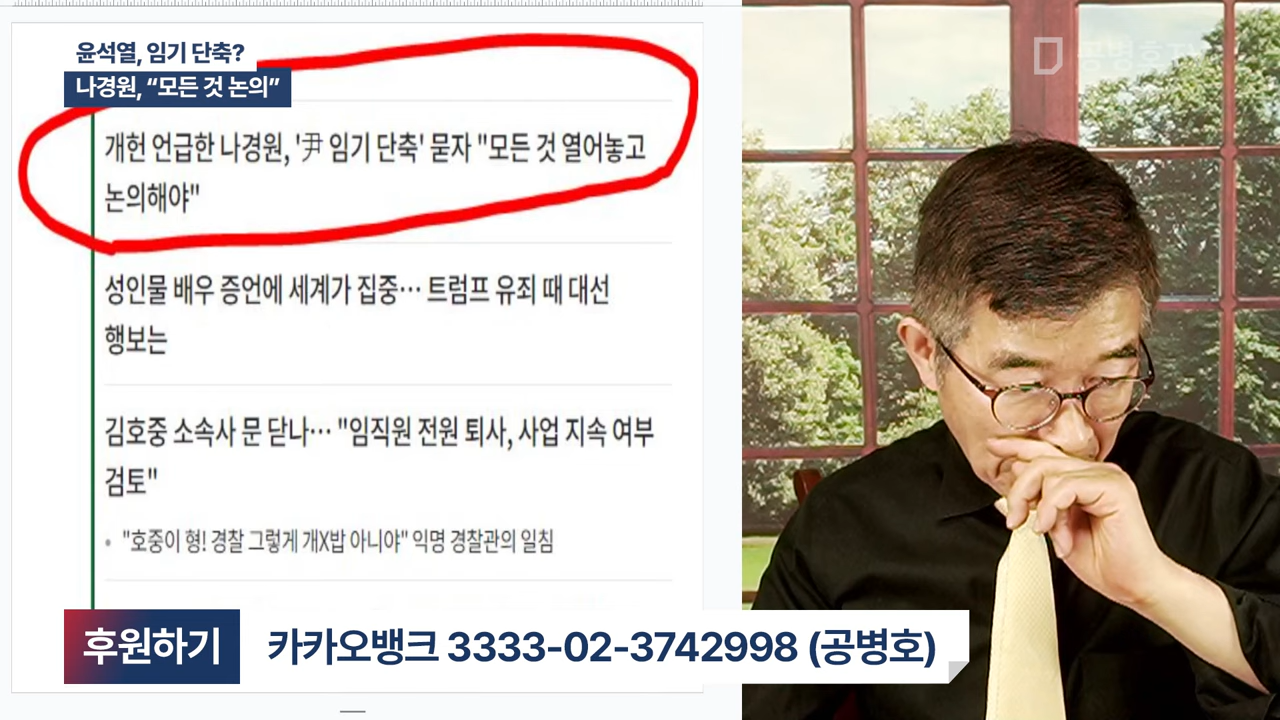 윤석열, 임기 단축?
나경원, “모든 것 논의”
공병호TV
개헌 언급한 나경원, '尹 임기 단축' 묻자 "모든 것 열어놓고
논의해야"
성인물 배우 증언에 세계가 집중… 트럼프 유죄 때 대선
행보는
김호중 소속사 문 닫나… "임직원 전원 퇴사, 사업 지속 여부
검토"
• "호중이 형! 경찰 그렇게 개X밥 아니야" 익명 경찰관의 일침
후원하기
카카오뱅크 3333-02-3742998 (공병호)